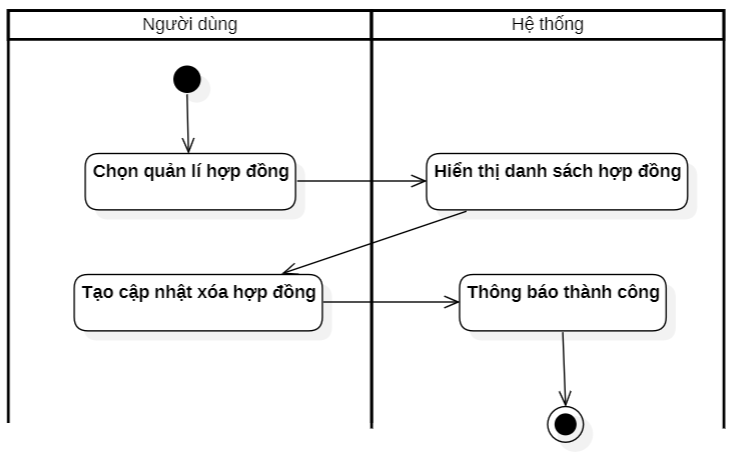 Người dùng
Hệ thống
Chọn quản lí hợp đồng
Hiển thị danh sách hợp đồng
Tạo cập nhật xóa hợp đồng
Thông báo thành công